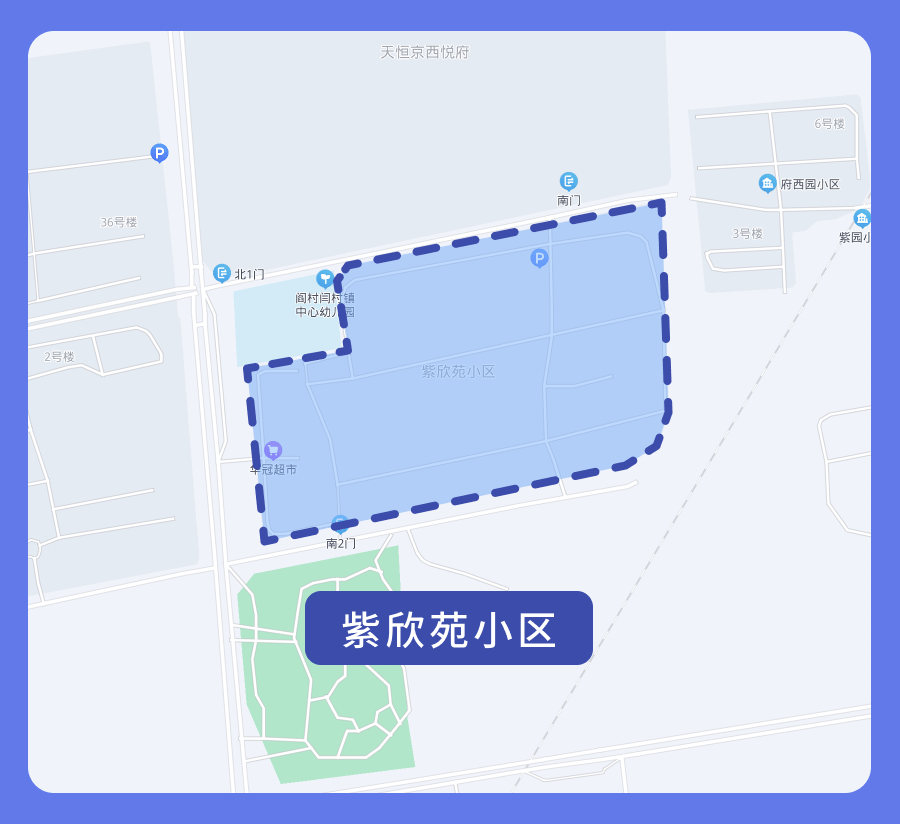 天恒京西悦府
6号楼
P
府西园小区
南门
36号楼
3号楼
紫园小
P
北1门
阎村闫村镇
中心幼儿园
2号楼
紫欣苑小区
华冠超市
南2门
紫欣苑小区